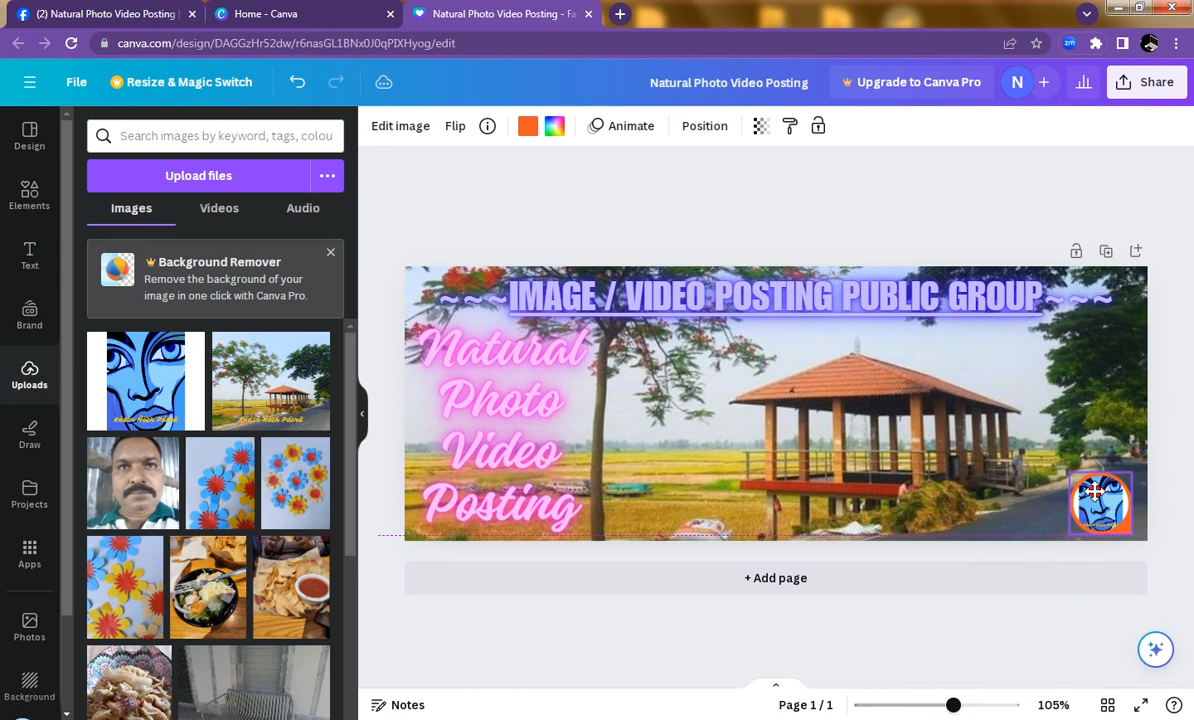 (2) Natural Photo Video Posting |
Home - Canva
Natural Photo Video Posting - Fa
canva.com/design/DAGGzHr52dw/r6nasGL1BNx0J0qPIXHyog/edit
zm
File
Resize & Magic Switch
Natural Photo Video Posting
Upgrade to Canva Pro
N
Share
Design
Elements
Text
Brand
Uploads
Draw
Projects
Apps
Photos
Background
Search images by keyword, tags, colou
Upload files
Images
Videos
Audio
Background Remover
Remove the background of your
image in one click with Canva Pro.
Edit image
Flip
Animate
Position
~~~IMAGE / VIDEO POSTING PUBLIC GROUP~~~
Natural
Photo
Video
Posting
+ Add page
Notes
Page 1 / 1
105%